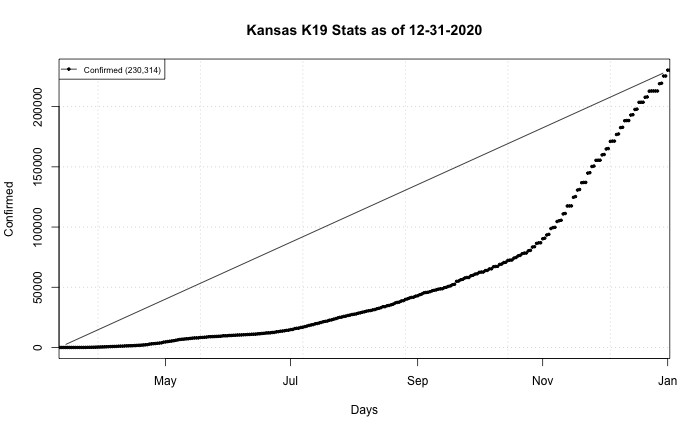 Kansas K19 Stats as of 12-31-2020
Confirmed (230,314)
Confirmed
200000
150000
100000
50000
0
May Jul Sep Nov Jan
Days